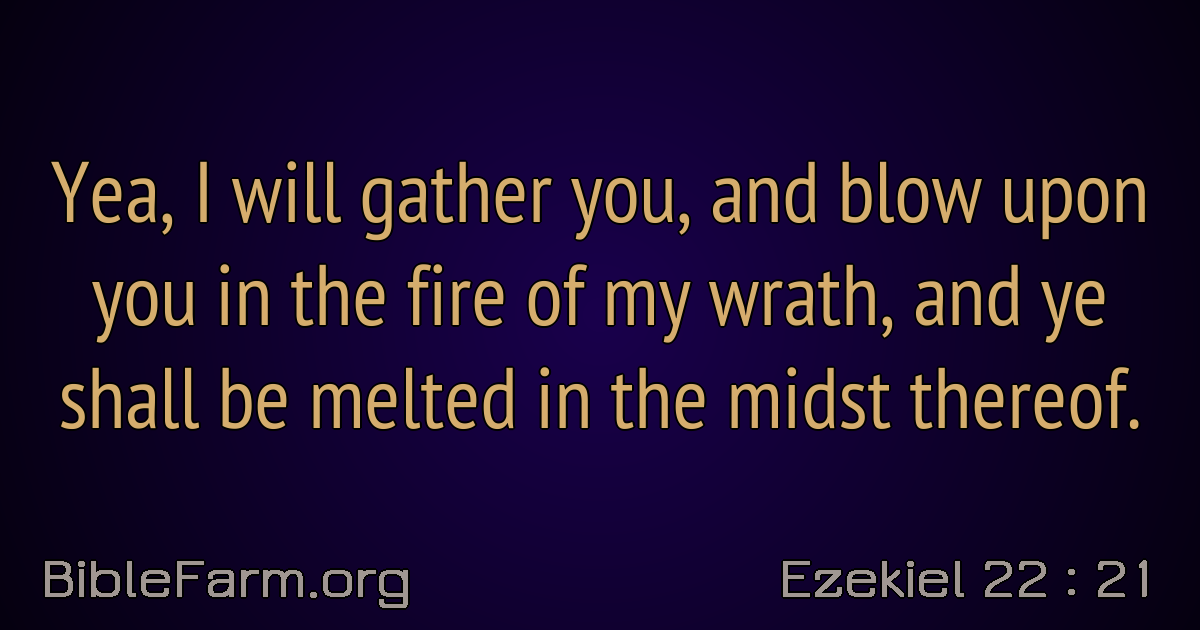 Yea, I will gather you, and blow upon
you in the fire of my wrath, and ye
shall be melted in the midst thereof.
BibleFarm.org
Ezekiel 22 : 21